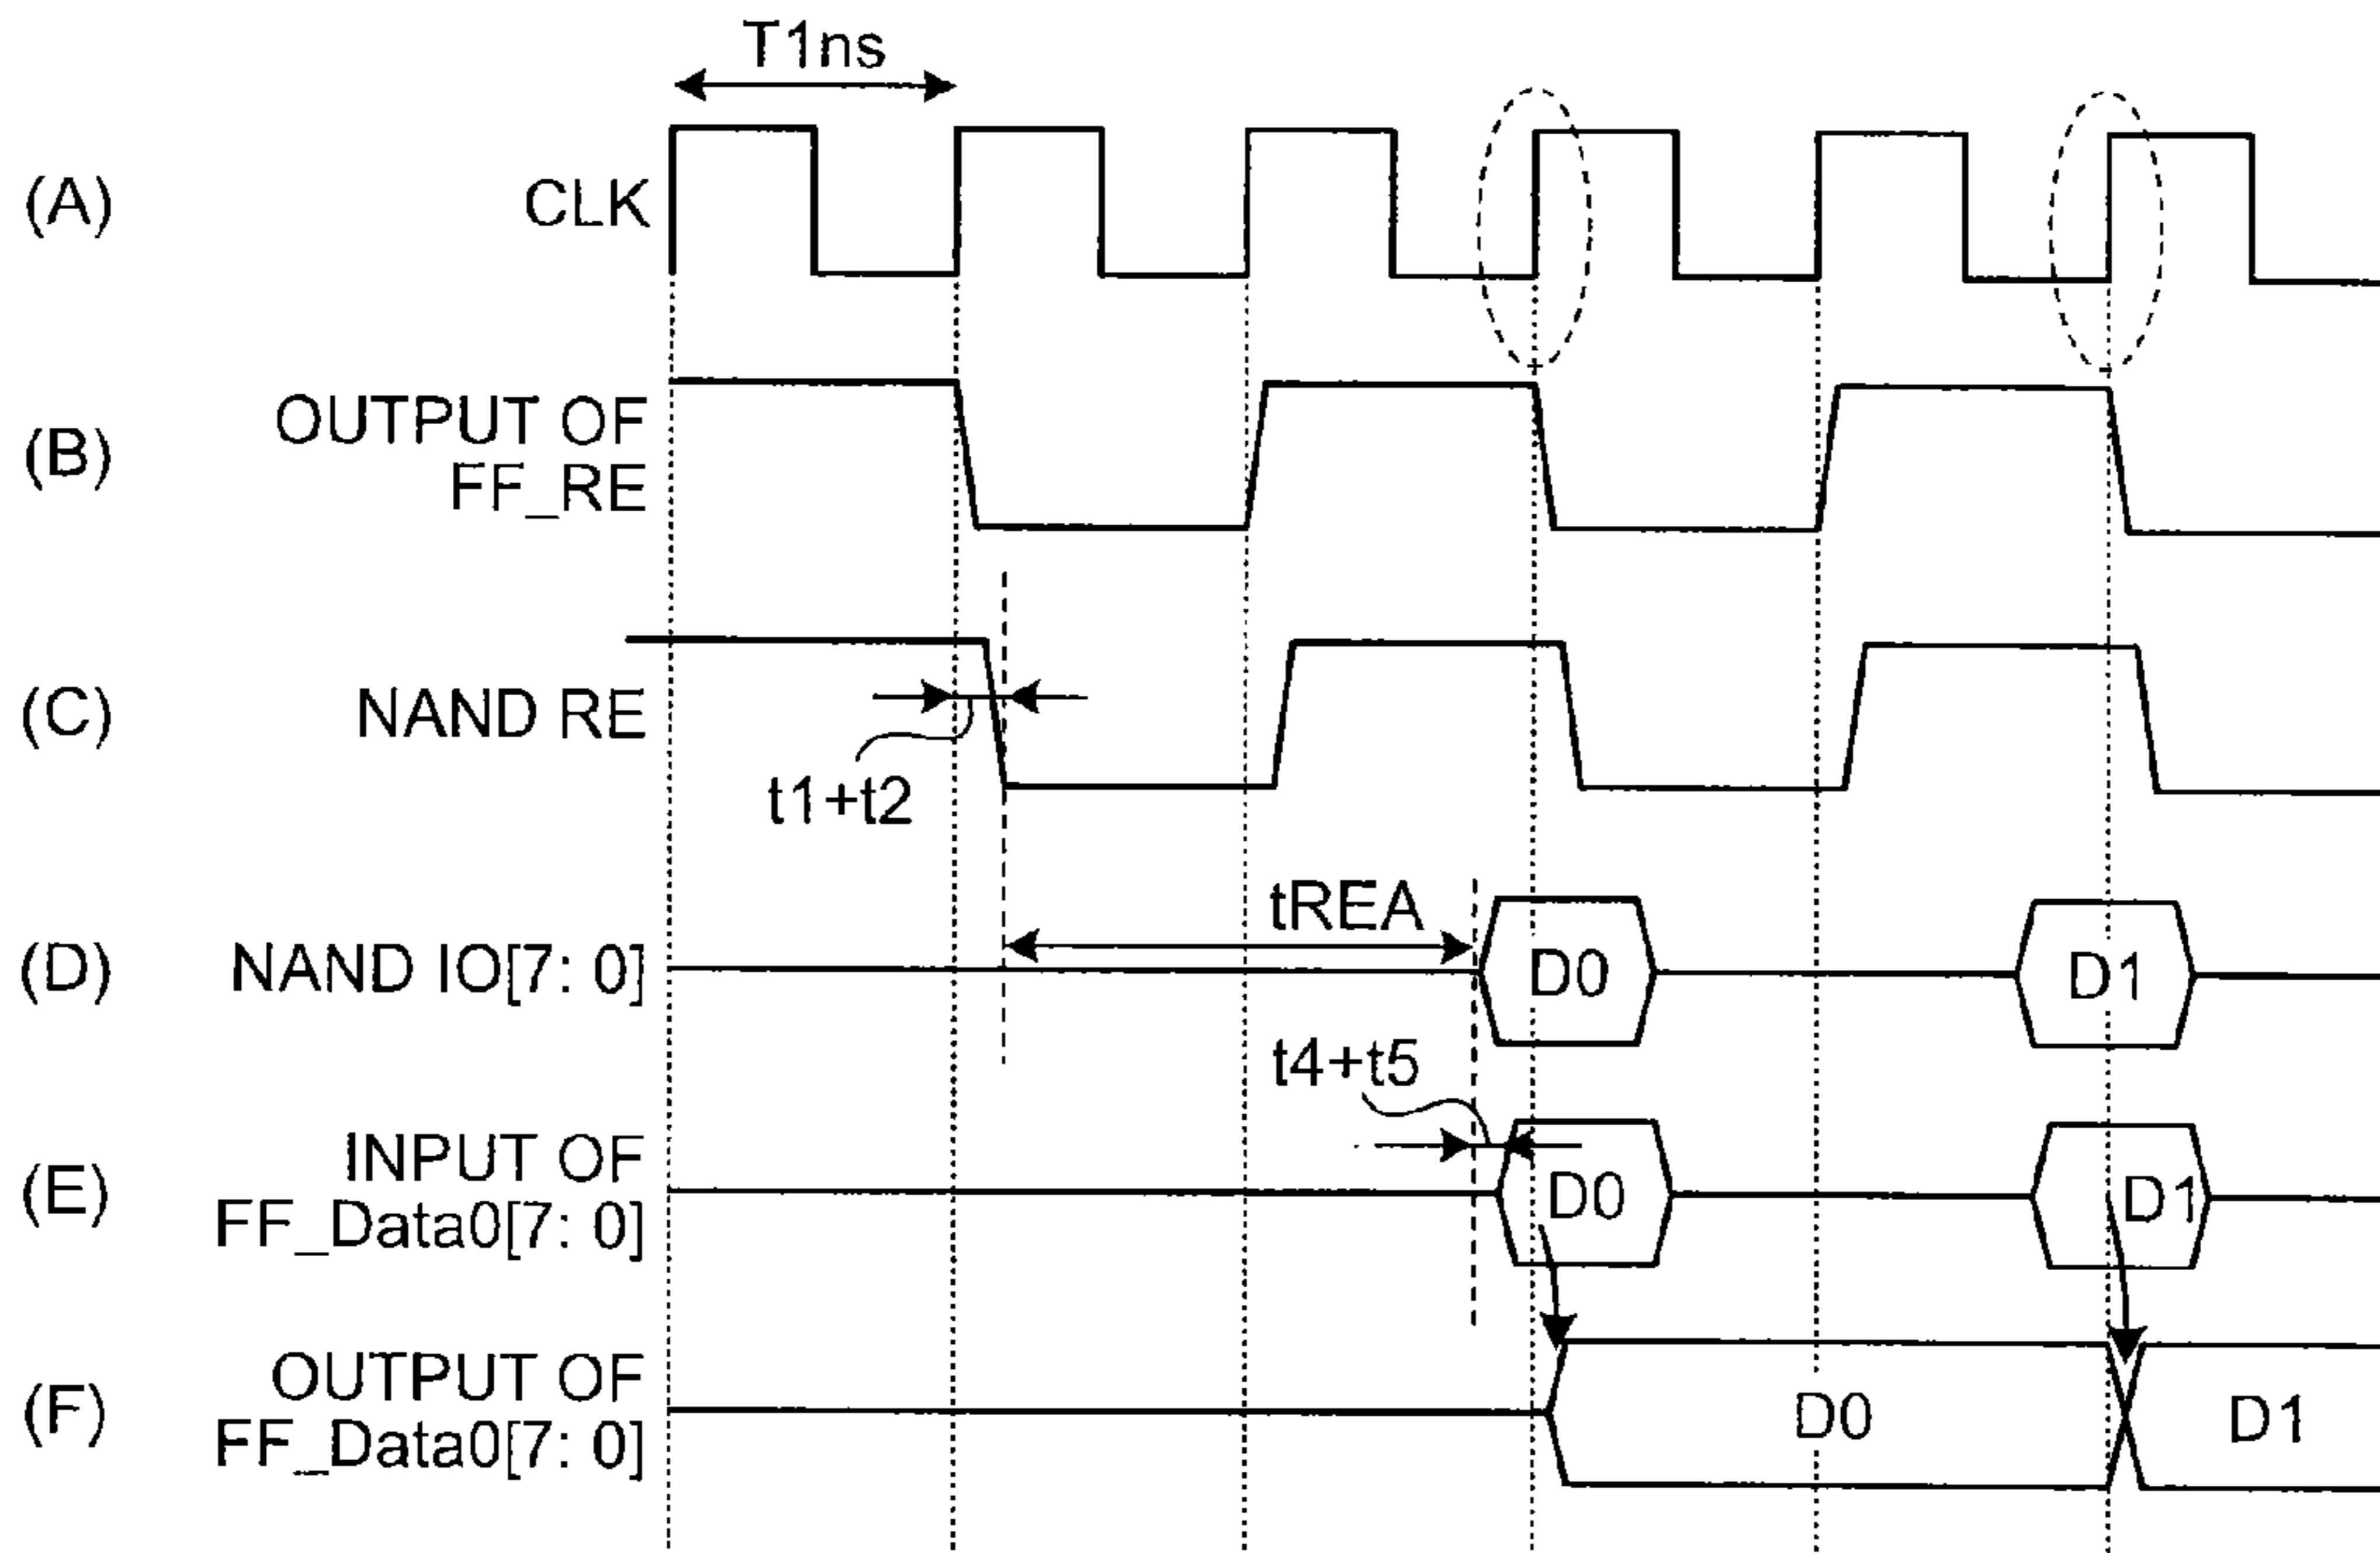 T1ns
(A)
CLK
(B)
OUTPUT OF
FF_RE
(C)
NAND RE
t1+t2
(D)
NAND IO[7: 0]
tREA
D0
D1
t4+t5
(E)
INPUT OF
FF_Data0[7: 0]
D0
D1
(F)
OUTPUT OF
FF_Data0[7: 0]
D0
D1